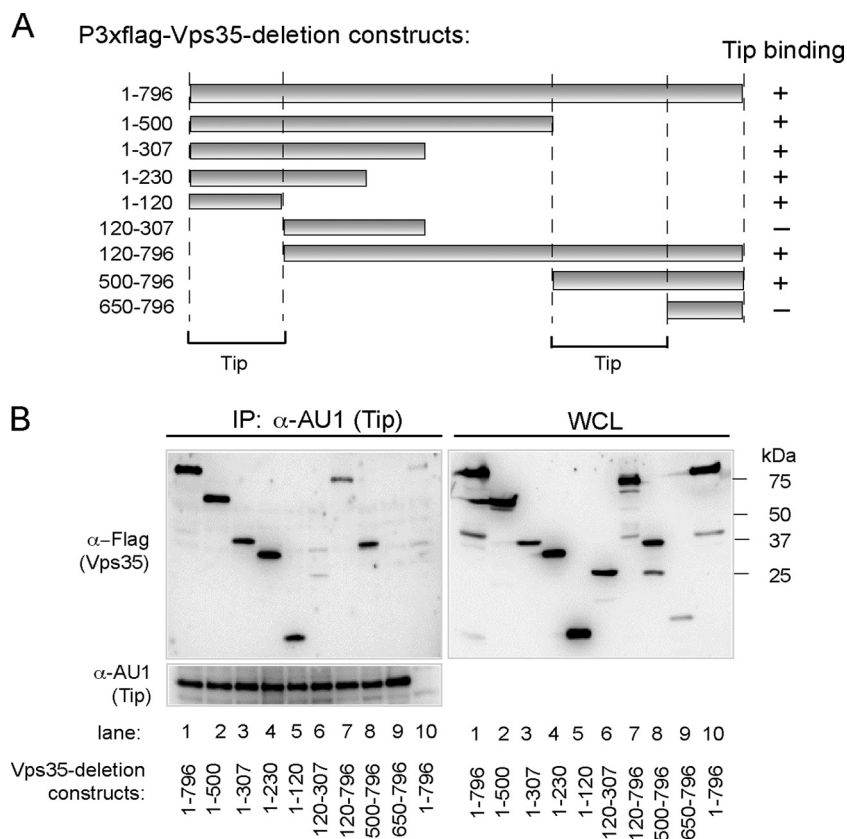 A
P3xflag-Vps35-deletion constructs:
Tip binding
1-796 +
1-500 +
1-307 +
1-230 +
1-120 +
120-307 –
120-796 +
500-796 +
650-796 –
Tip Tip
B
IP: α-AU1 (Tip) WCL
kDa
75
50
37
25
α–Flag
(Vps35)
α-AU1
(Tip)
lane: 1 2 3 4 5 6 7 8 9 10 1 2 3 4 5 6 7 8 9 10
Vps35-deletion
constructs:
1-796 1-500 1-307 1-230 1-120 120-307 120-796 500-796 650-796 1-796 1-796 1-500 1-307 1-230 1-120 120-307 120-796 500-796 650-796 1-796